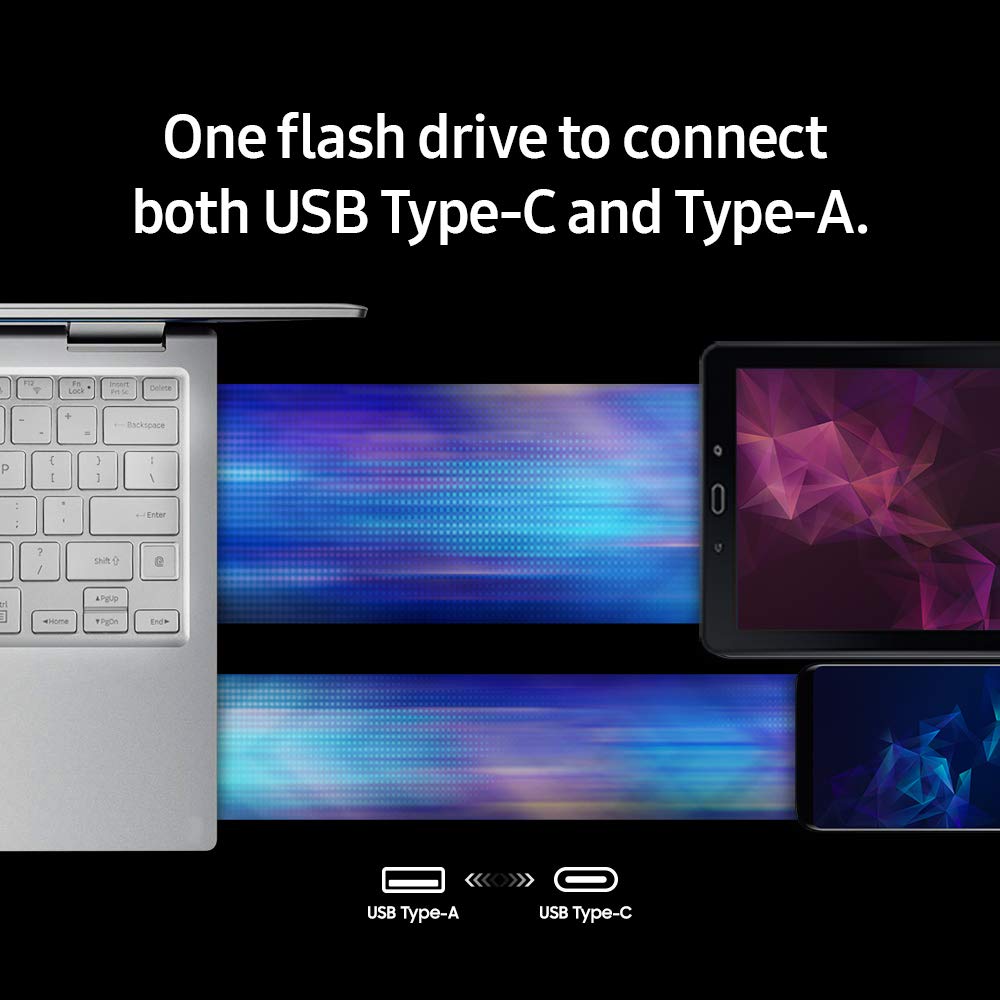 One flash drive to connect
both USB Type-C and Type-A.
F12 Fn Lock Insert Prt Sc Delete
- = + Backspace
P { [ } ] | \
: ; " ' Enter
? / Shift
PgUp
Home PgDn End
USB Type-A USB Type-C